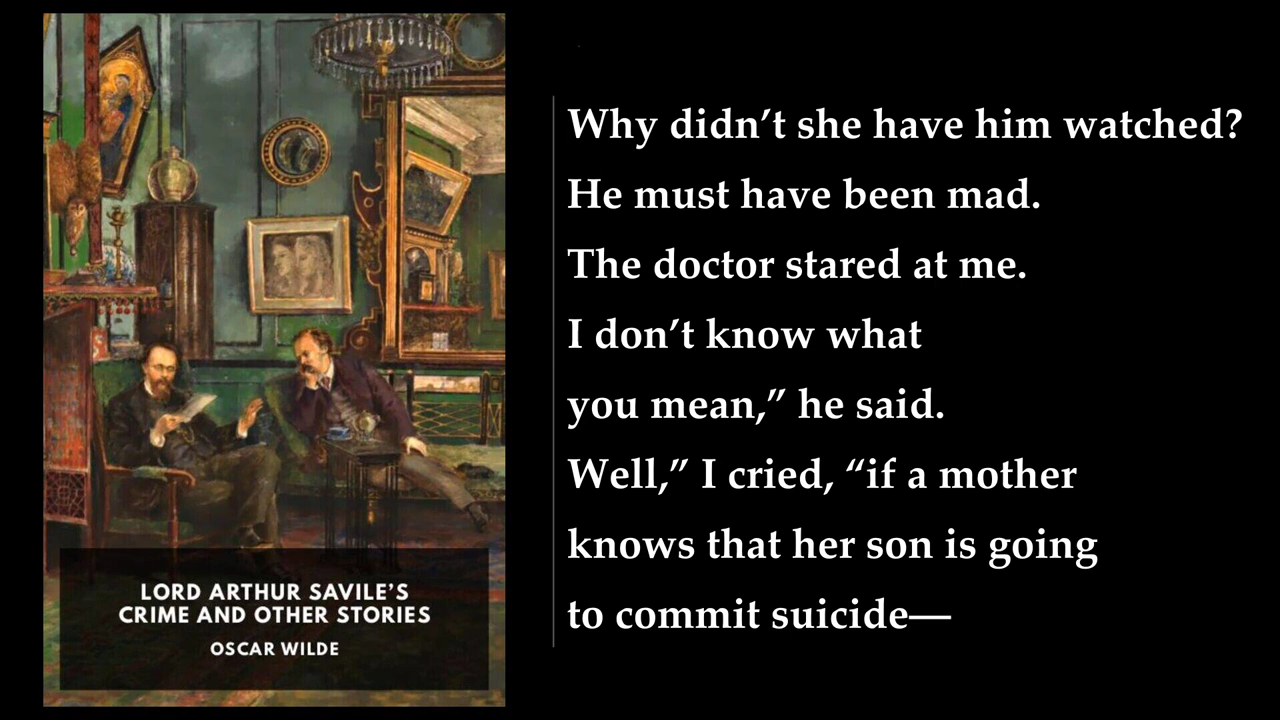 LORD ARTHUR SAVILE’S
CRIME AND OTHER STORIES
OSCAR WILDE
Why didn’t she have him watched?
He must have been mad.
The doctor stared at me.
I don’t know what
you mean,” he said.
Well,” I cried, “if a mother
knows that her son is going
to commit suicide—